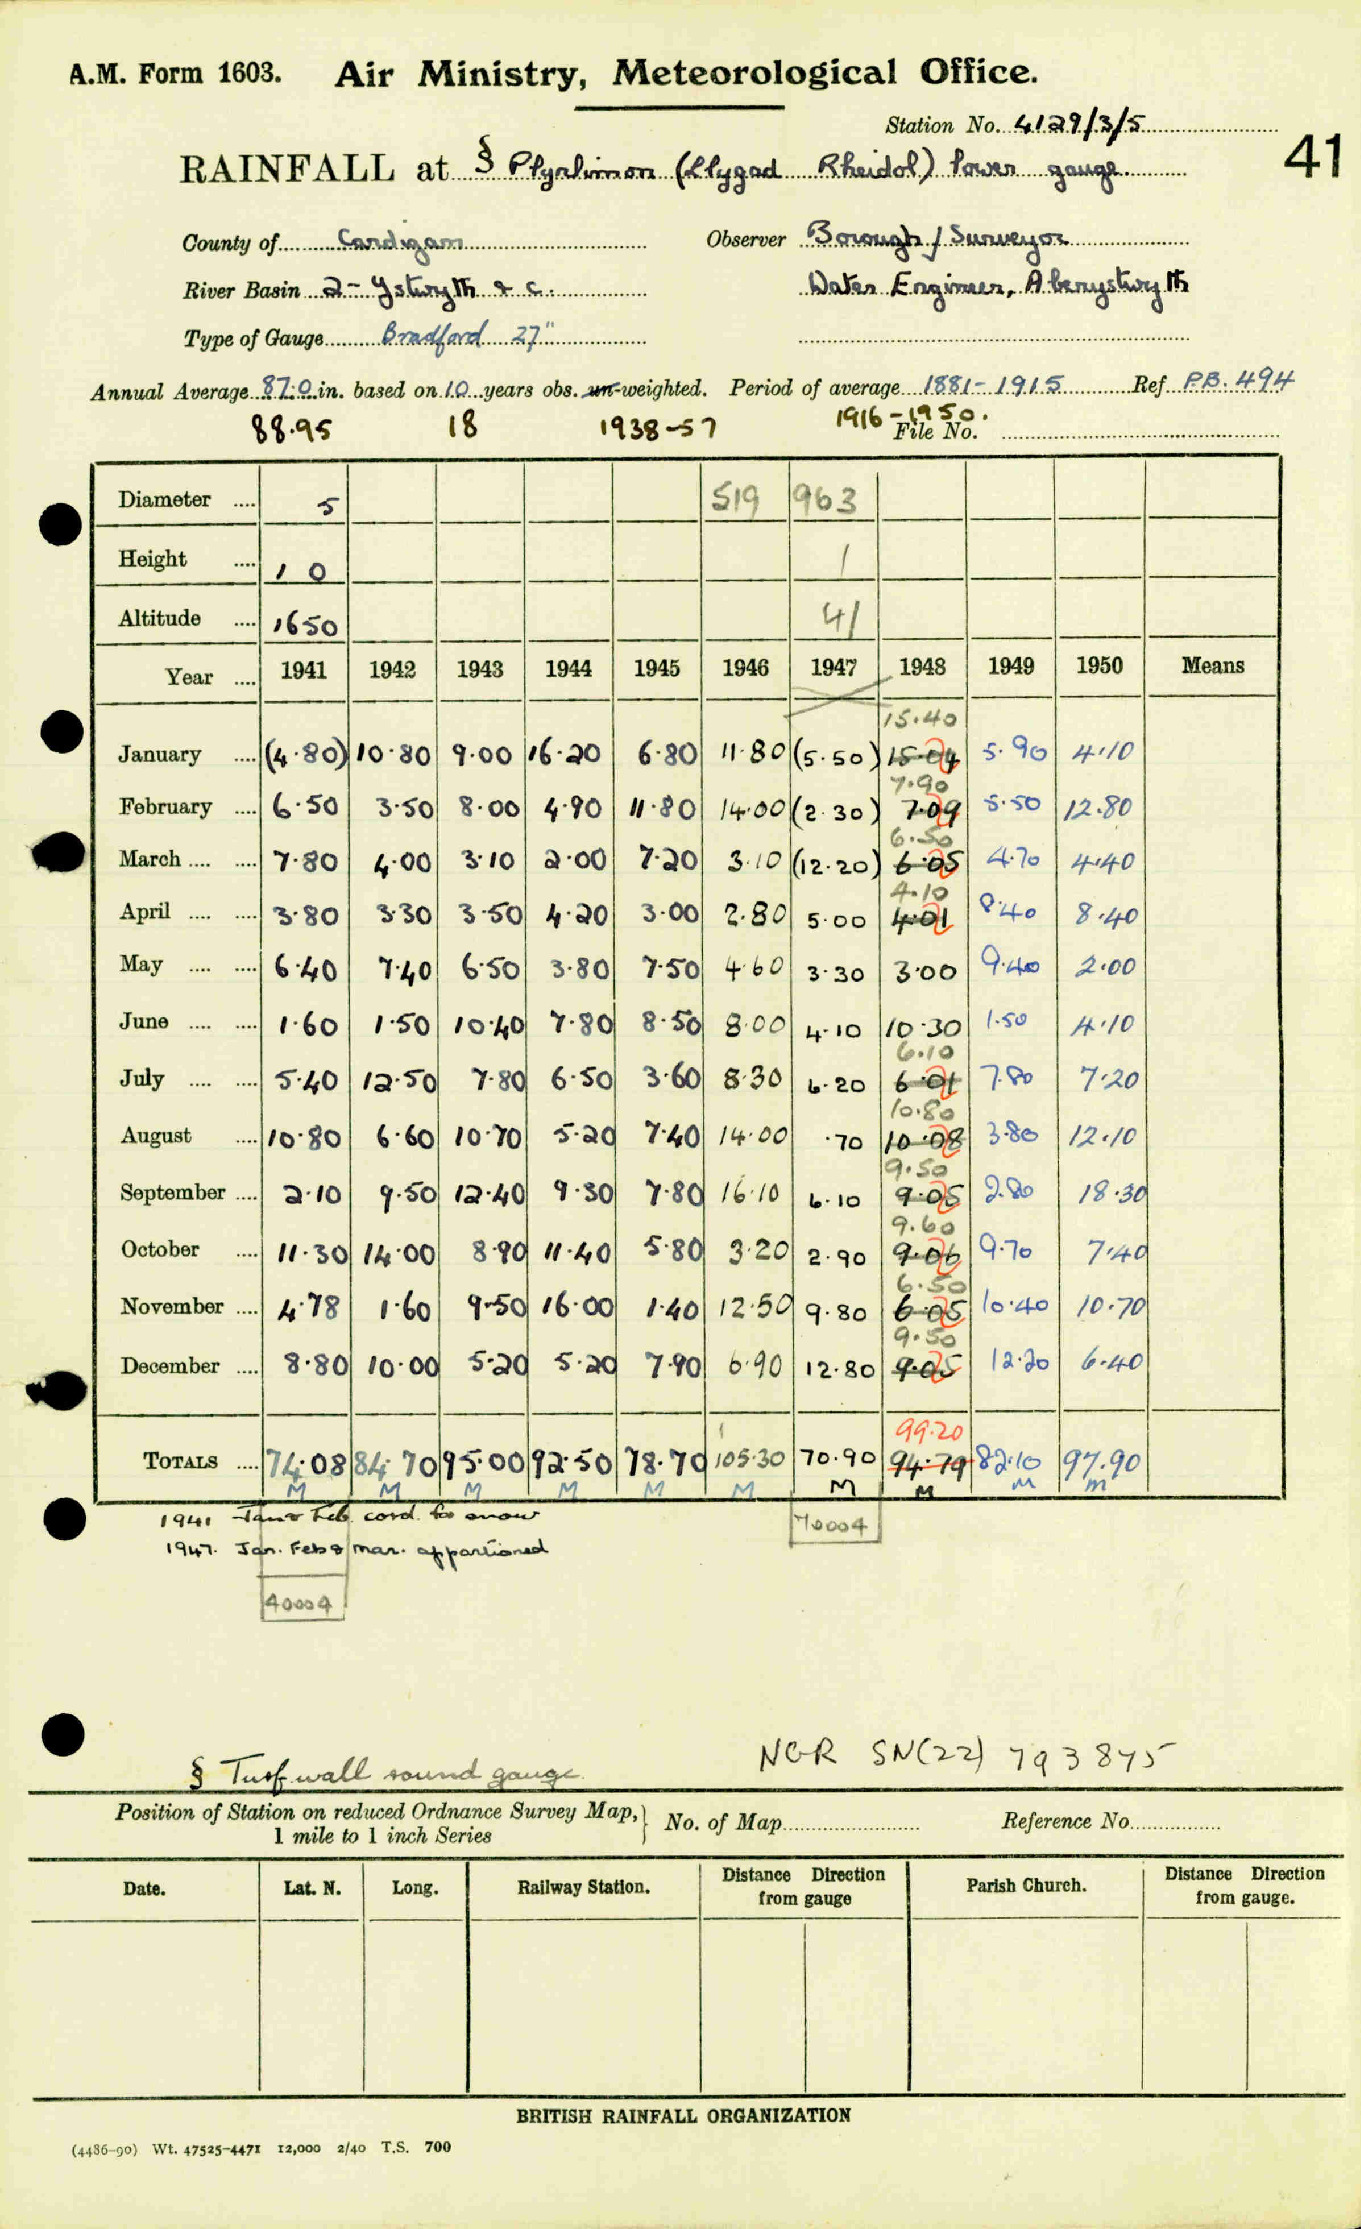 A.M. Form 1603. Air Ministry, Meteorological Office.
Station No. 4129/3/5
41
RAINFALL at § Plynlimon (Llygad Rheidol) lower gauge.
County of Cardigan Observer Borough Surveyor
River Basin 2- Ystwyth & c. Water Engineer, Aberystwyth
Type of Gauge Bradford 27"
Annual Average 87.0 in. based on 10 years obs. un-weighted. Period of average 1881-1915 Ref P.B. 494
88.95 18 1938-57 1916-1950. File No.
Diameter .... 5 519 963
Height .... 1 0 1
Altitude .... 1650 41
Year .... 1941 1942 1943 1944 1945 1946 1947 1948 1949 1950 Means
15.40
January .... (4.80) 10.80 9.00 16.20 6.80 11.80 (5.50) 15.04 5.90 4.10
7.90
February .... 6.50 3.50 8.00 4.90 11.80 14.00 (2.30) 7.09 5.50 12.80
6.50
March .... .... 7.80 4.00 3.10 2.00 7.20 3.10 (12.20) 6.05 4.70 4.40
4.10
April .... .... 3.80 3.30 3.50 4.20 3.00 2.80 5.00 4.01 8.40 8.40
May .... .... 6.40 7.40 6.50 3.80 7.50 4.60 3.30 3.00 9.40 2.00
June .... .... 1.60 1.50 10.40 7.80 8.50 8.00 4.10 10.30 1.50 4.10
6.10
July .... .... 5.40 12.50 7.80 6.50 3.60 8.30 6.20 6.01 7.80 7.20
10.80
August .... 10.80 6.60 10.70 5.20 7.40 14.00 .70 10.08 3.80 12.10
9.50
September .... 2.10 9.50 12.40 9.30 7.80 16.10 6.10 9.05 2.80 18.30
9.60
October .... 11.30 14.00 8.90 11.40 5.80 3.20 2.90 9.06 9.70 7.40
6.50
November .... 4.78 1.60 9.50 16.00 1.40 12.50 9.80 6.05 10.40 10.70
9.50
December .... 8.80 10.00 5.20 5.20 7.90 6.90 12.80 9.05 12.20 6.40
99.20
TOTALS .... 74.08 84.70 95.00 92.50 78.70 105.30 70.90 94.79 82.10 97.90
M M M M M M M M M M
1941 Jan & Feb. cord. for snow
70004
1947. Jan. Feb & Mar. apportioned
40004
§ Turf wall round gauge. NGR SN(22) 793875
Position of Station on reduced Ordnance Survey Map, 1 mile to 1 inch Series } No. of Map Reference No.
Date. Lat. N. Long. Railway Station. Distance Direction from gauge Parish Church. Distance Direction from gauge.
BRITISH RAINFALL ORGANIZATION
(4486-90) Wt. 47525-4471 12,000 2/40 T.S. 700